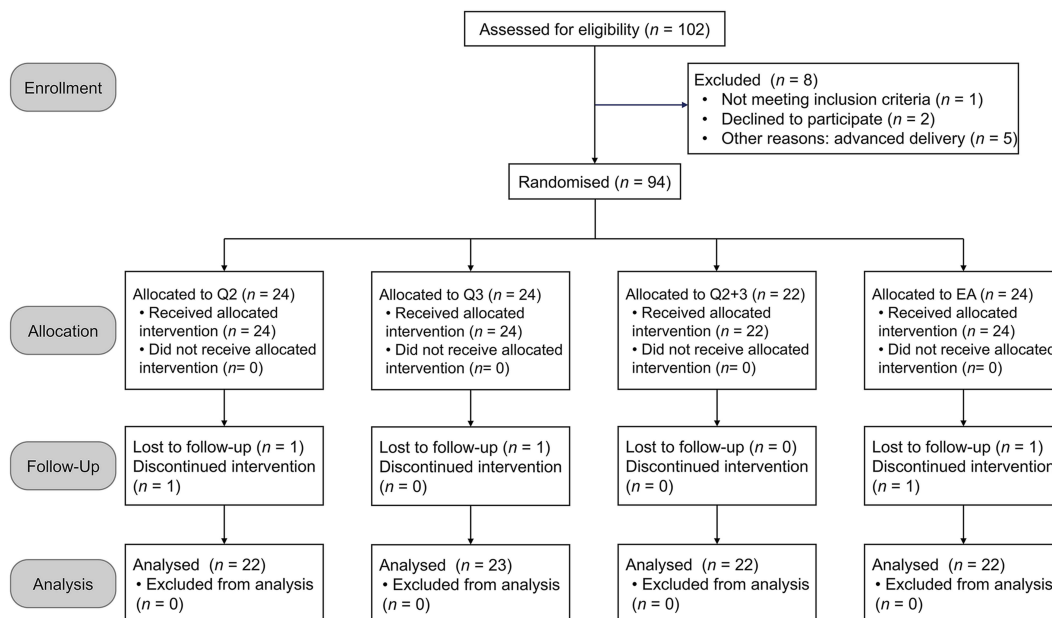 Assessed for eligibility (n = 102)
Enrollment
Excluded (n = 8)
• Not meeting inclusion criteria (n = 1)
• Declined to participate (n = 2)
• Other reasons: advanced delivery (n = 5)
Randomised (n = 94)
Allocation
Allocated to Q2 (n = 24)
• Received allocated
intervention (n = 24)
• Did not receive allocated
intervention (n= 0)
Allocated to Q3 (n = 24)
• Received allocated
intervention (n = 24)
• Did not receive allocated
intervention (n= 0)
Allocated to Q2+3 (n = 22)
• Received allocated
intervention (n = 22)
• Did not receive allocated
intervention (n= 0)
Allocated to EA (n = 24)
• Received allocated
intervention (n = 24)
• Did not receive allocated
intervention (n= 0)
Follow-Up
Lost to follow-up (n = 1)
Discontinued intervention
(n = 1)
Lost to follow-up (n = 1)
Discontinued intervention
(n = 0)
Lost to follow-up (n = 0)
Discontinued intervention
(n = 0)
Lost to follow-up (n = 1)
Discontinued intervention
(n = 1)
Analysis
Analysed (n = 22)
• Excluded from analysis
(n = 0)
Analysed (n = 23)
• Excluded from analysis
(n = 0)
Analysed (n = 22)
• Excluded from analysis
(n = 0)
Analysed (n = 22)
• Excluded from analysis
(n = 0)